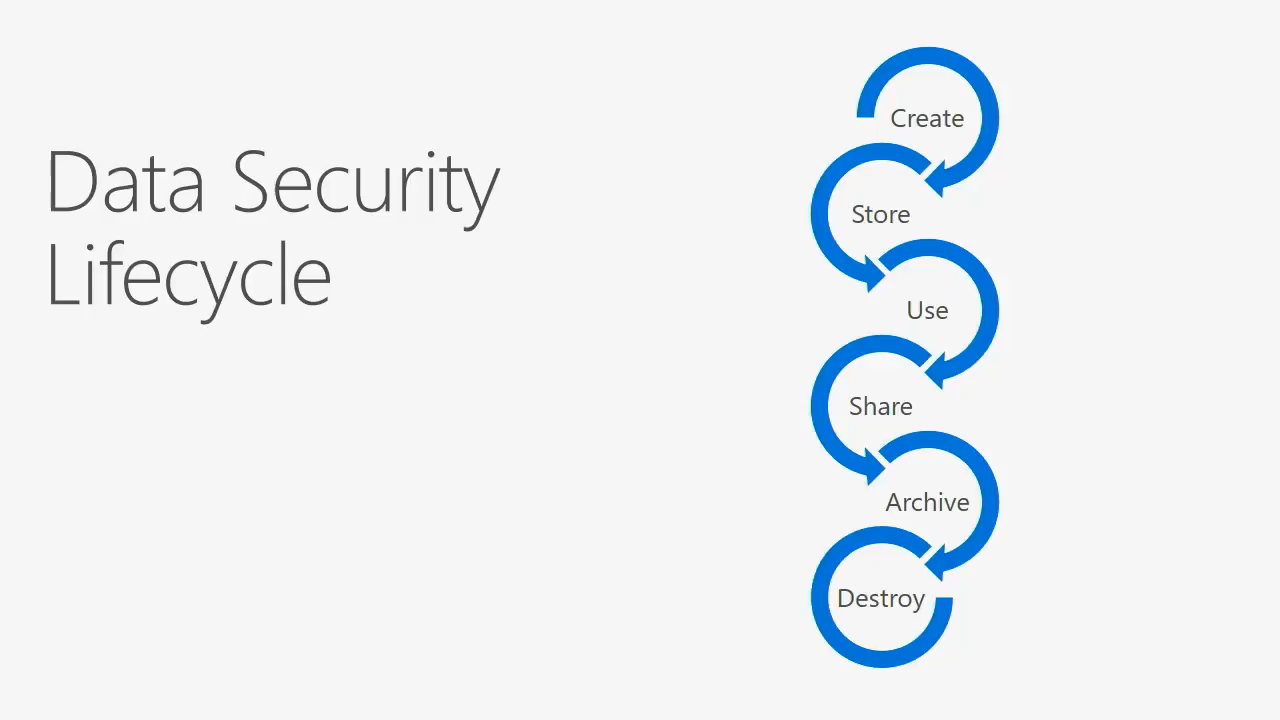 Data Security
Lifecycle
Create
Store
Use
Share
Archive
Destroy